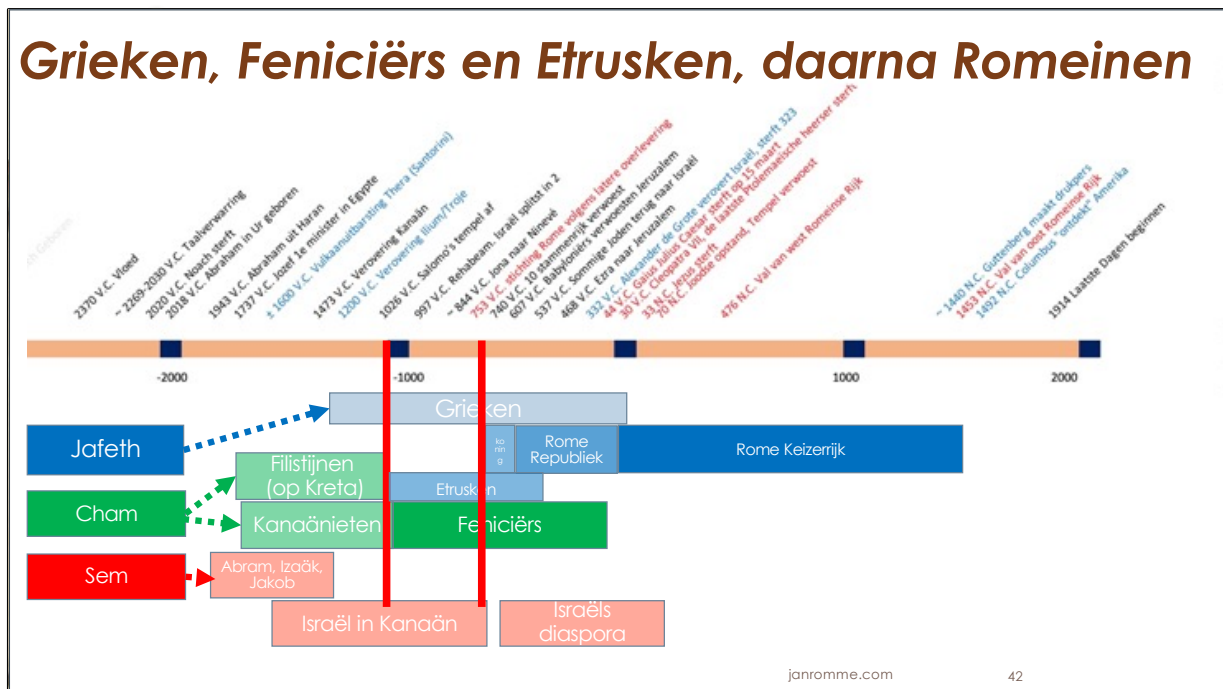 Grieken, Feniciërs en Etrusken, daarna Romeinen
2370 V.C. Vloed
~ 2269-2030 V.C. Taalverwarring
2020 V.C. Noach sterft
2018 V.C. Abraham in Ur geboren
1943 V.C. Abraham uit Haran
1737 V.C. Jozef 1e minister in Egypte
± 1600 V.C. Vulkaanuitbarsting Thera (Santorini)
1473 V.C. Verovering Kanaän
1200 V.C. Verovering Ilium/Troje
1026 V.C. Salomo's tempel af
997 V.C. Rehabeam. Israël splitst in 2
~ 844 V.C. Jona naar Ninevé
753 V.C. stichting Rome volgens latere overlevering
740 V.C. 10 stammenrijk verwoest
607 V.C. Babyloniërs verwoesten Jeruzalem
537 V.C. Sommige Joden terug naar Israël
468 V.C. Ezra naar Jeruzalem
332 V.C. Alexander de Grote verovert Israël, sterft 323
44 V.C. Gaius Julius Caesar sterft op 15 maart
30 V.C. Cleopatra VII, de laatste Ptolemaeische heerser sterft
33 N.C. Jezus sterft
70 N.C. Joodse opstand, Tempel verwoest
476 N.C. Val van west Romeinse Rijk
~ 1440 N.C. Guttenberg maakt drukpers
1453 N.C. Val van oost Romeinse Rijk
1492 N.C. Columbus "ontdekt" Amerika
1914 Laatste Dagen beginnen
-2000
-1000
1000
2000
Grieken
Jafeth
ko
nin
g
Rome
Republiek
Rome Keizerrijk
Filistijnen
(op Kreta)
Etrusken
Cham
Kanaänieten
Feniciërs
Sem
Abram, Izaäk,
Jakob
Israël in Kanaän
Israëls
diaspora
janromme.com
42